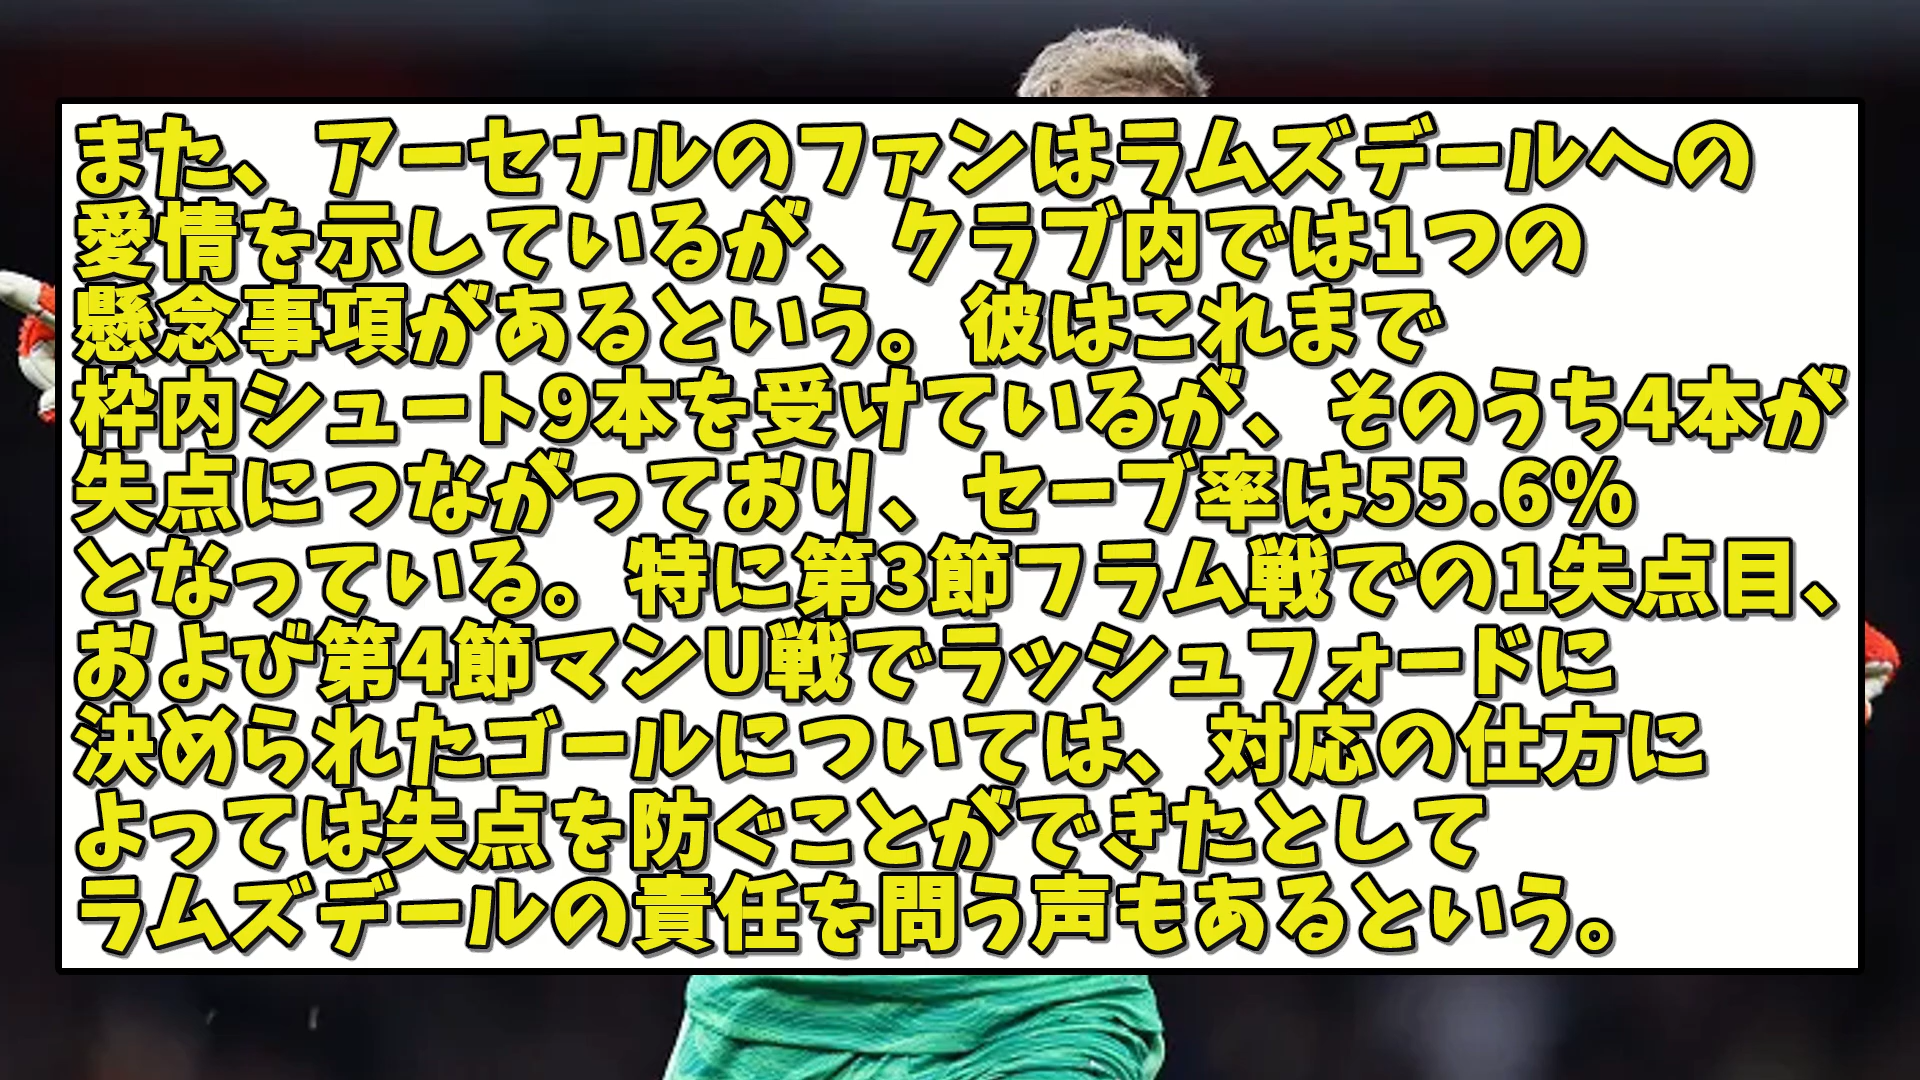 また、アーセナルのファンはラムズデールへの
愛情を示しているが、クラブ内では1つの
懸念事項があるという。彼はこれまで
枠内シュート9本を受けているが、そのうち4本が
失点につながっており、セーブ率は55.6%
となっている。特に第3節フラム戦での1失点目、
および第4節マンU戦でラッシュフォードに
決められたゴールについては、対応の仕方に
よっては失点を防ぐことができたとして
ラムズデールの責任を問う声もあるという。